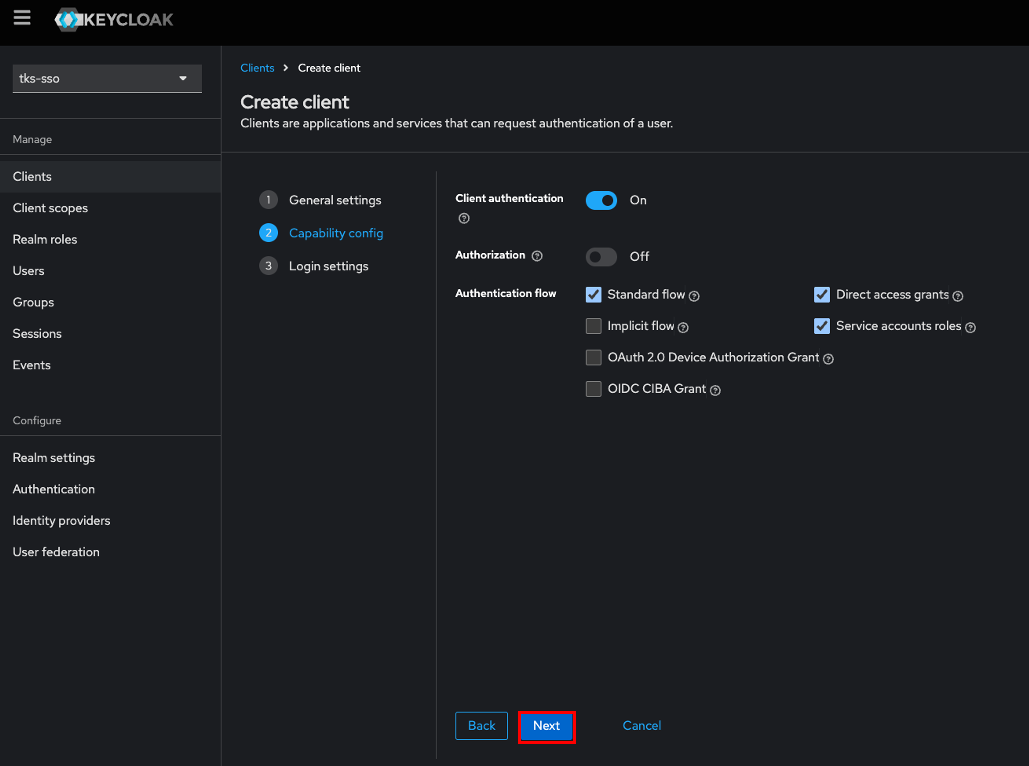 KEYCLOAK
tks-sso
Manage
Clients
Client scopes
Realm roles
Users
Groups
Sessions
Events
Configure
Realm settings
Authentication
Identity providers
User federation
Clients > Create client
Create client
Clients are applications and services that can request authentication of a user.
1 General settings
2 Capability config
3 Login settings
Client authentication On
Authorization Off
Authentication flow
Standard flow Direct access grants
Implicit flow Service accounts roles
OAuth 2.0 Device Authorization Grant
OIDC CIBA Grant
Back Next Cancel